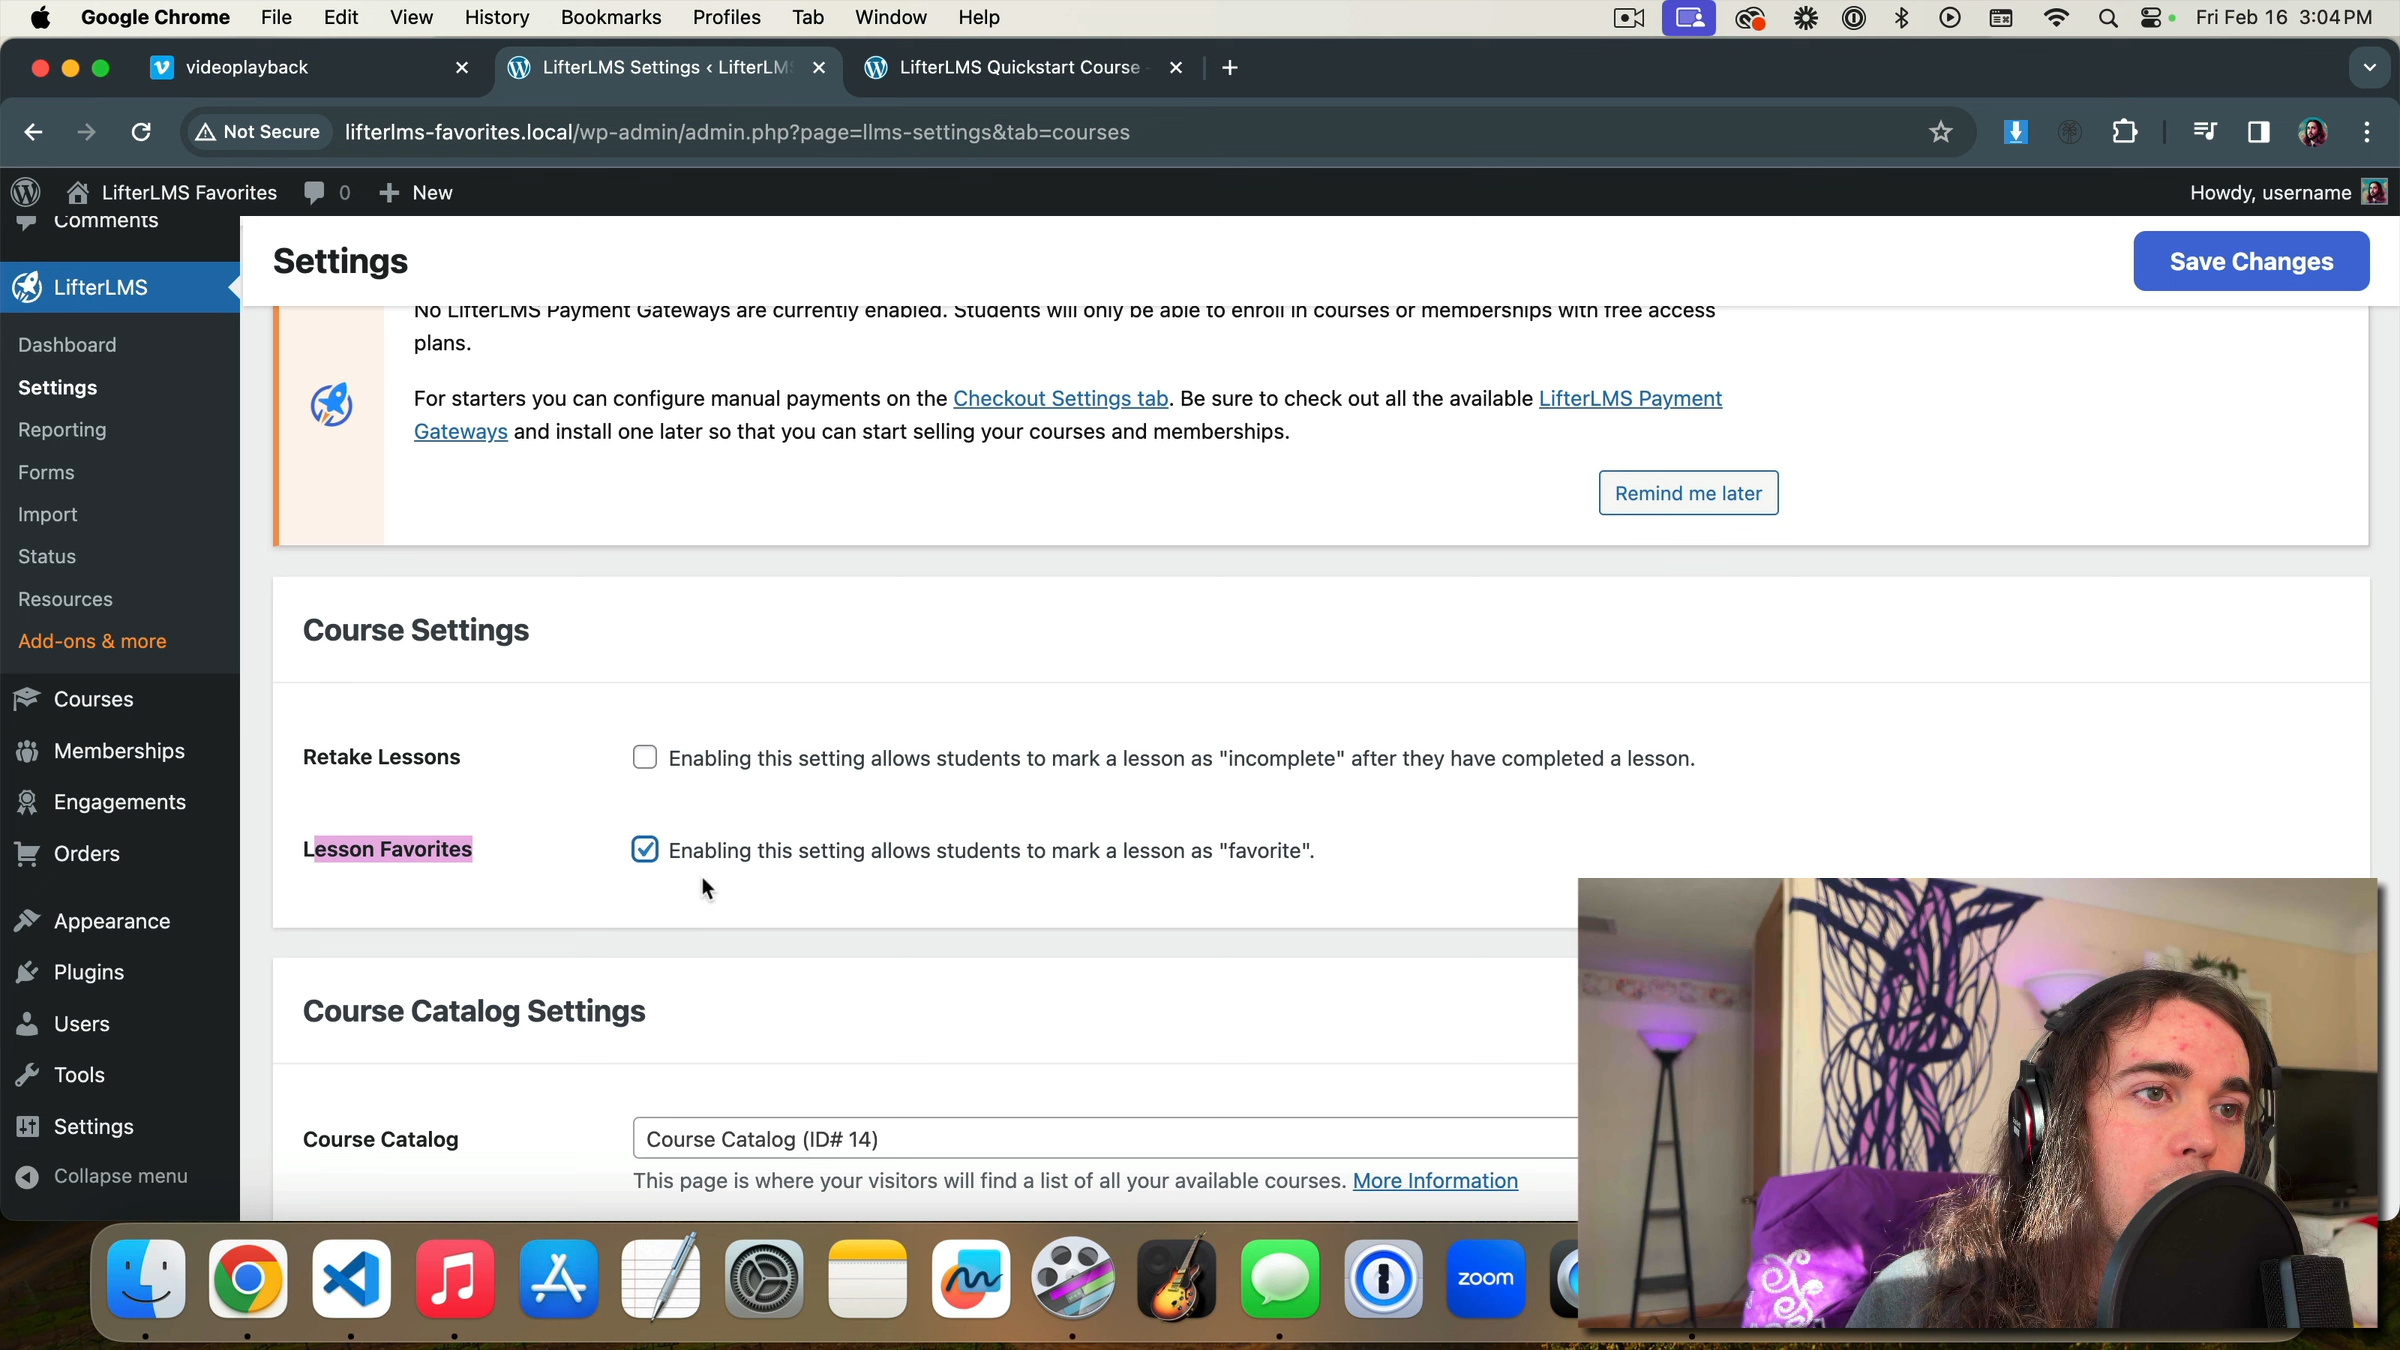 Google Chrome File Edit View History Bookmarks Profiles Tab Window Help Fri Feb 16 3:04 PM
videoplayback
LifterLMS Settings ‹ LifterLMS
LifterLMS Quickstart Course -
Not Secure lifterlms-favorites.local/wp-admin/admin.php?page=llms-settings&tab=courses
LifterLMS Favorites 0 New Howdy, username
Comments
LifterLMS
Dashboard
Settings
Reporting
Forms
Import
Status
Resources
Add-ons & more
Courses
Memberships
Engagements
Orders
Appearance
Plugins
Users
Tools
Settings
Collapse menu
Settings
Save Changes
No LifterLMS Payment Gateways are currently enabled. Students will only be able to enroll in courses or memberships with free access
plans.
For starters you can configure manual payments on the Checkout Settings tab. Be sure to check out all the available LifterLMS Payment
Gateways and install one later so that you can start selling your courses and memberships.
Remind me later
Course Settings
Retake Lessons Enabling this setting allows students to mark a lesson as "incomplete" after they have completed a lesson.
Lesson Favorites Enabling this setting allows students to mark a lesson as "favorite".
Course Catalog Settings
Course Catalog Course Catalog (ID# 14)
This page is where your visitors will find a list of all your available courses. More Information
zoom